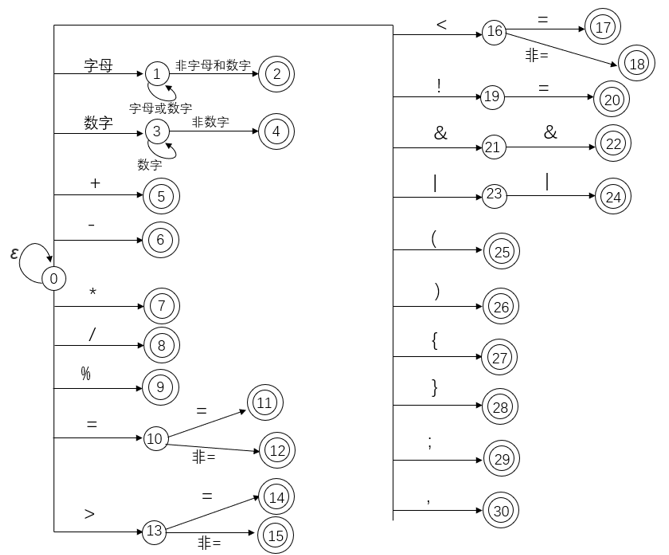 字母 1 非字母和数字 2
字母或数字
数字 3 非数字 4
数字
+ 5
- 6
ε 0
* 7
/ 8
% 9
= 10 = 11
非= 12
> 13 = 14
非= 15
< 16 = 17
非= 18
! 19 = 20
& 21 & 22
| 23 | 24
( 25
) 26
{ 27
} 28
; 29
, 30